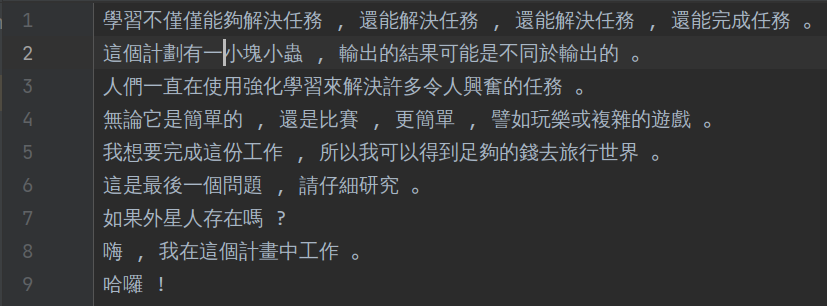 1 學習不僅僅能夠解決任務 , 還能解決任務 , 還能解決任務 , 還能完成任務 。
2 這個計劃有一小塊小蟲 , 輸出的結果可能是不同於輸出的 。
3 人們一直在使用強化學習來解決許多令人興奮的任務 。
4 無論它是簡單的 , 還是比賽 , 更簡單 , 譬如玩樂或複雜的遊戲 。
5 我想要完成這份工作 , 所以我可以得到足夠的錢去旅行世界 。
6 這是最後一個問題 , 請仔細研究 。
7 如果外星人存在嗎 ?
8 嗨 , 我在這個計畫中工作 。
9 哈囉 !